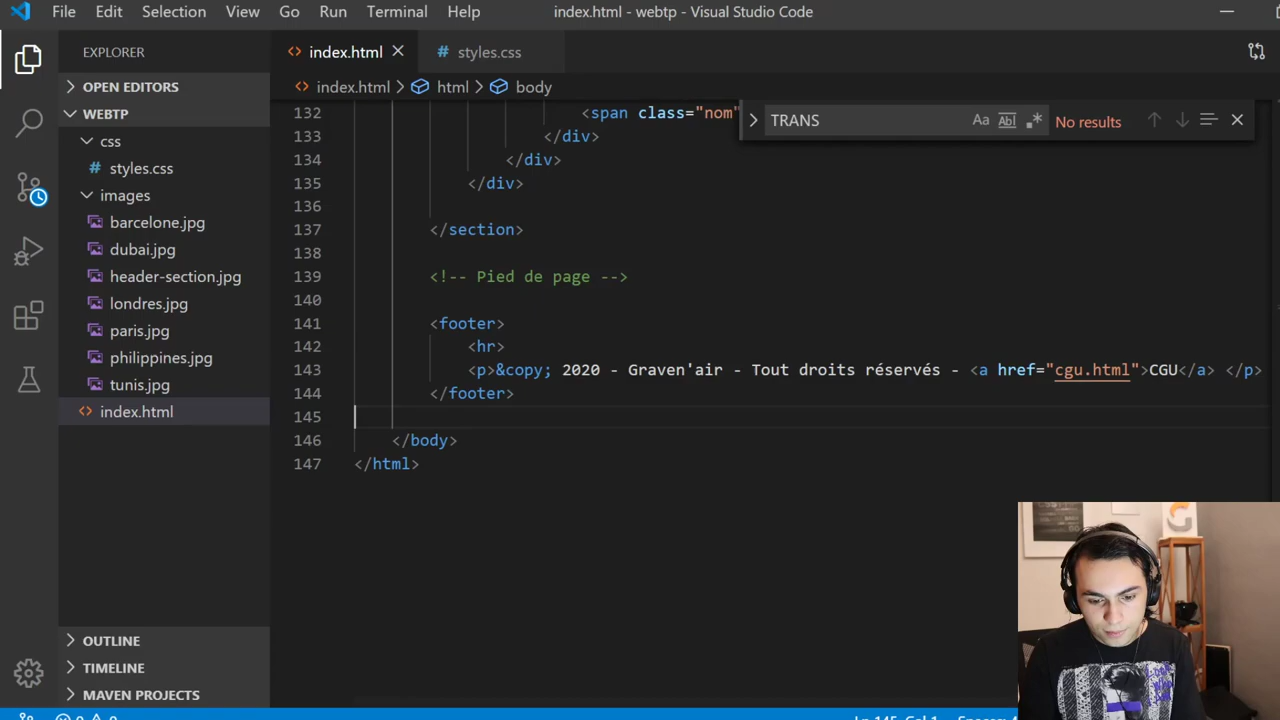 File Edit Selection View Go Run Terminal Help index.html - webtp - Visual Studio Code
EXPLORER
OPEN EDITORS
WEBTP
css
styles.css
images
barcelone.jpg
dubai.jpg
header-section.jpg
londres.jpg
paris.jpg
philippines.jpg
tunis.jpg
index.html
OUTLINE
TIMELINE
MAVEN PROJECTS
index.html styles.css
index.html > html > body
TRANS Aa Abl .* No results
132 <span class="nom"
133 </div>
134 </div>
135 </div>
136
137 </section>
138
139 <!-- Pied de page -->
140
141 <footer>
142 <hr>
143 <p>&copy; 2020 - Graven'air - Tout droits réservés - <a href="cgu.html">CGU</a> </p>
144 </footer>
145
146 </body>
147 </html>